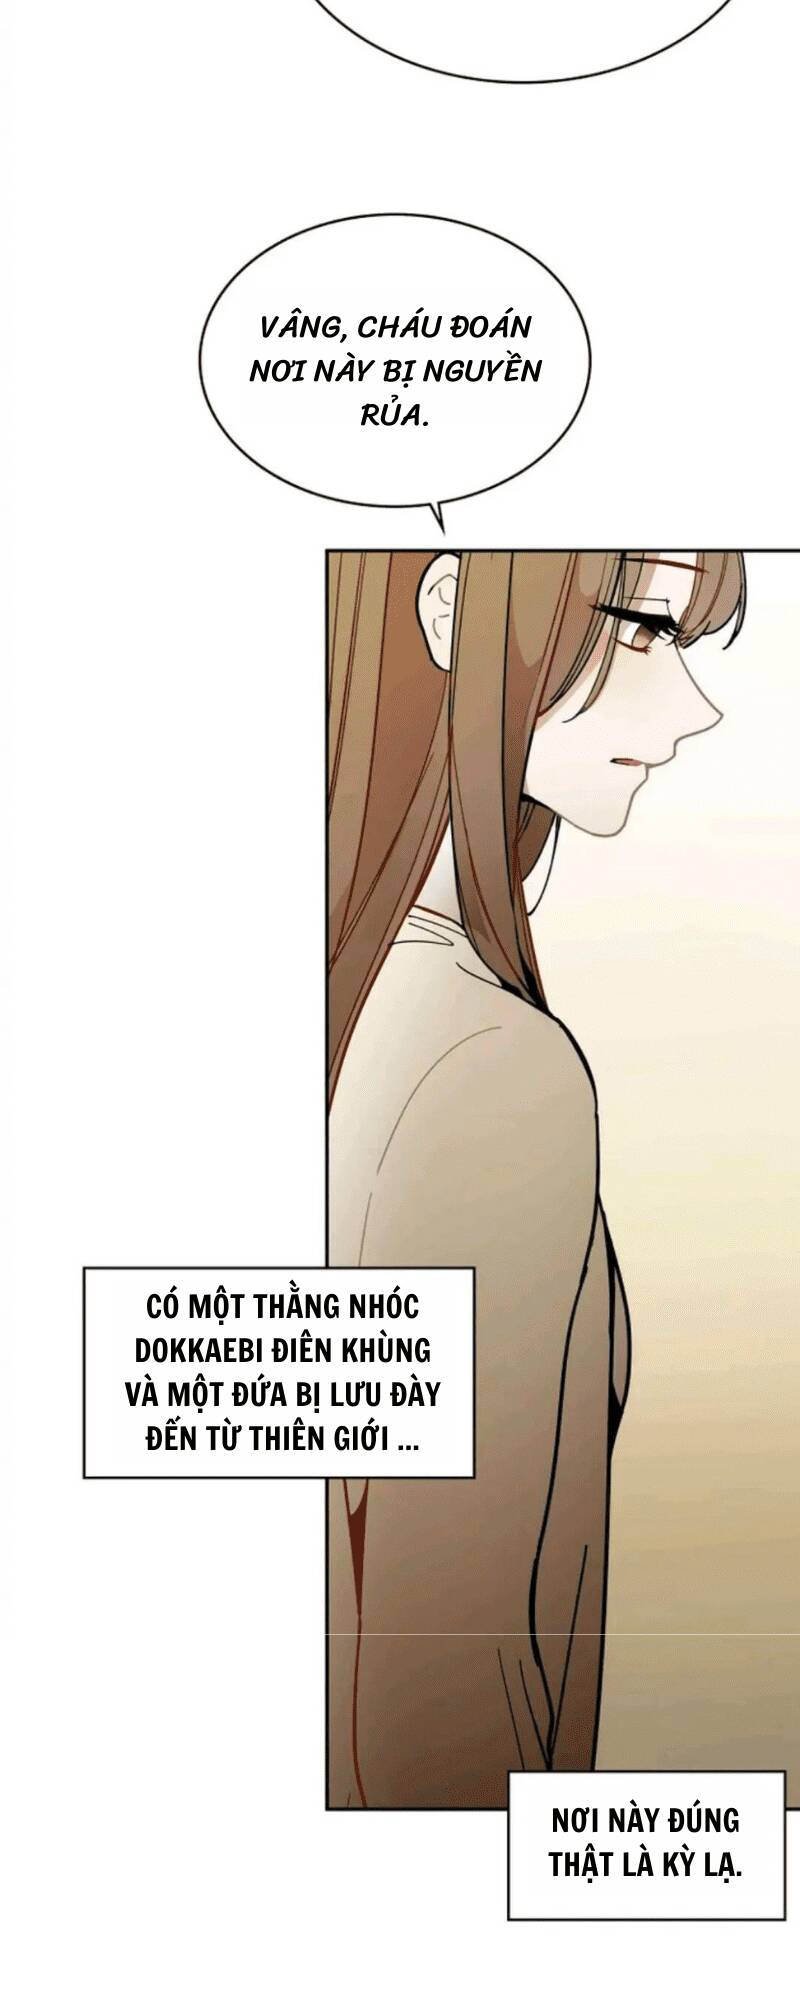 VÂNG, CHÁU ĐOÁN
NƠI NÀY BỊ NGUYỀN
RỦA.
CÓ MỘT THẰNG NHÓC
DOKKAEBI ĐIÊN KHÙNG
VÀ MỘT ĐỨA BỊ LƯU ĐÀY
ĐẾN TỪ THIÊN GIỚI ...
NƠI NÀY ĐÚNG
THẬT LÀ KỲ LẠ.